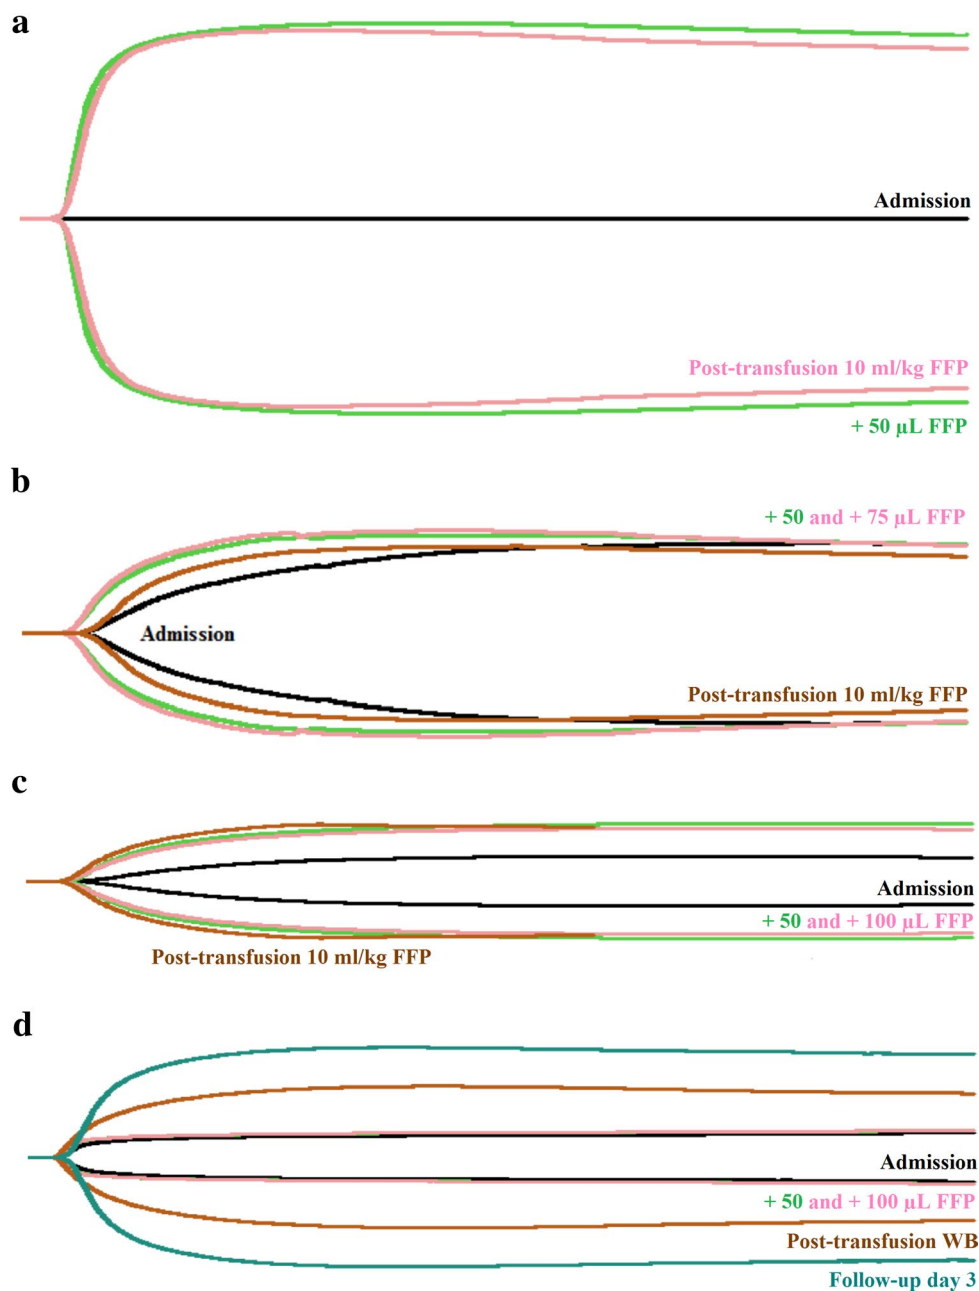 a
Admission
Post-transfusion 10 ml/kg FFP
+ 50 µL FFP
b
+ 50 and + 75 µL FFP
Admission
Post-transfusion 10 ml/kg FFP
c
Admission
+ 50 and + 100 µL FFP
Post-transfusion 10 ml/kg FFP
d
Admission
+ 50 and + 100 µL FFP
Post-transfusion WB
Follow-up day 3